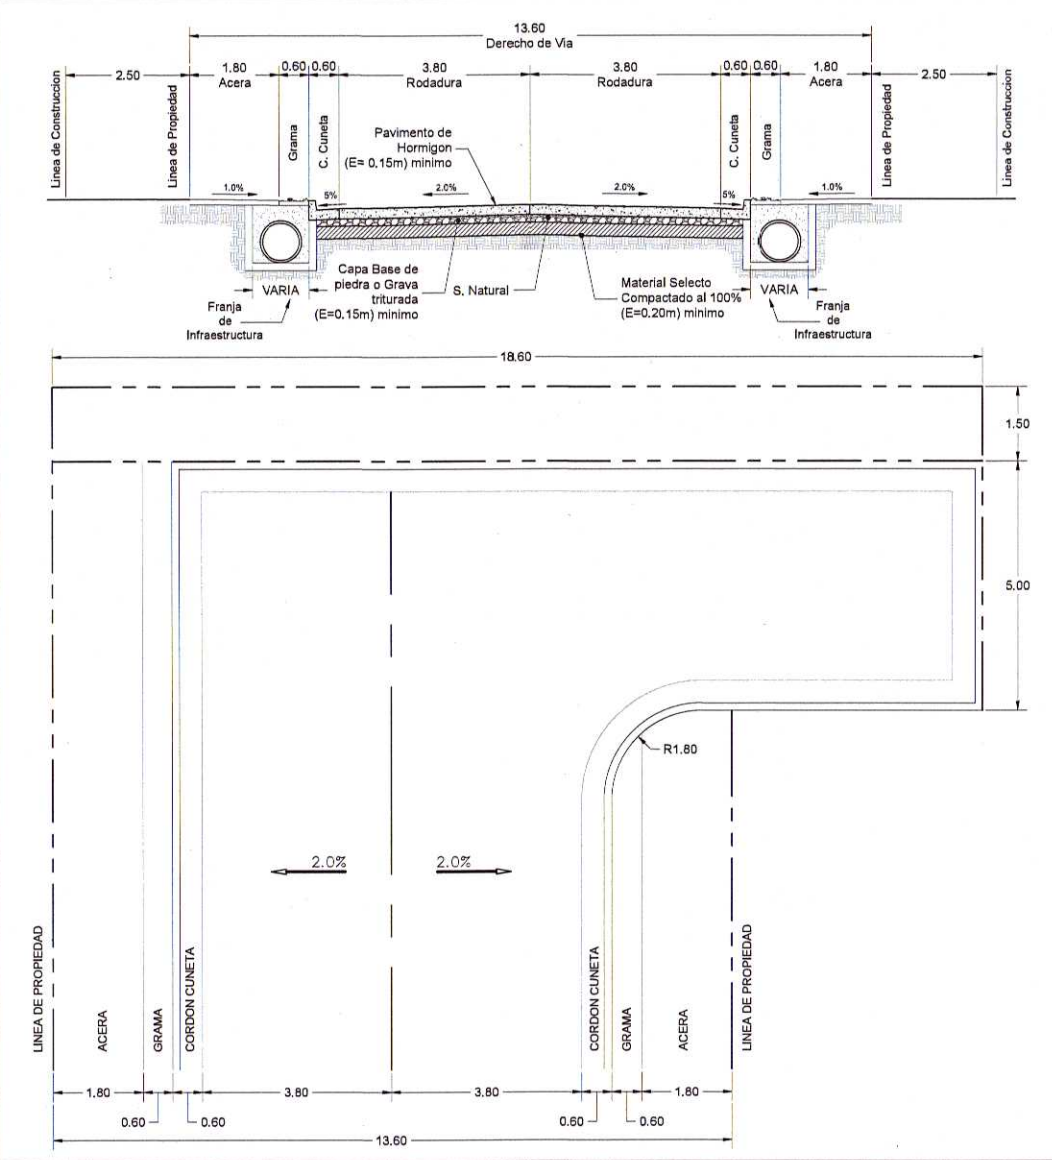 13.60
Derecho de Via
2.50
1.80
Acera
0.60
0.60
3.80
Rodadura
3.80
Rodadura
0.60
0.60
1.80
Acera
2.50
Linea de Construccion
Linea de Propiedad
Grama
C. Cuneta
C. Cuneta
Grama
Linea de Propiedad
Linea de Construccion
Pavimento de
Hormigon
(E= 0.15m) minimo
1.0%
5%
2.0%
2.0%
5%
1.0%
VARIA
Franja
de
Infraestructura
Capa Base de
piedra o Grava
triturada
(E=0.15m) minimo
S. Natural
Material Selecto
Compactado al 100%
(E=0.20m) minimo
VARIA
Franja
de
Infraestructura
18.60
1.50
5.00
R1.80
2.0%
2.0%
LINEA DE PROPIEDAD
ACERA
GRAMA
CORDON CUNETA
CORDON CUNETA
GRAMA
ACERA
LINEA DE PROPIEDAD
1.80
3.80
3.80
1.80
0.60
0.60
0.60
0.60
13.60